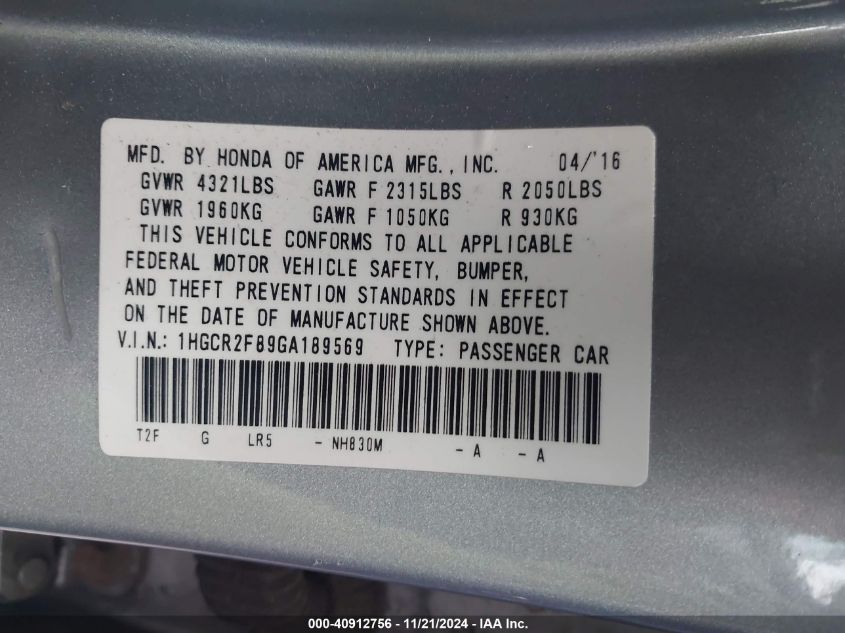 MFD. BY HONDA OF AMERICA MFG., INC. 04/'16
GVWR 4321LBS GAWR F 2315LBS R 2050LBS
GVWR 1960KG GAWR F 1050KG R 930KG
THIS VEHICLE CONFORMS TO ALL APPLICABLE
FEDERAL MOTOR VEHICLE SAFETY, BUMPER,
AND THEFT PREVENTION STANDARDS IN EFFECT
ON THE DATE OF MANUFACTURE SHOWN ABOVE.
V.I.N.: 1HGCR2F89GA189569 TYPE: PASSENGER CAR
T2F G LR5 - NH830M - A - A
000-40912756 - 11/21/2024 - IAAI.com.